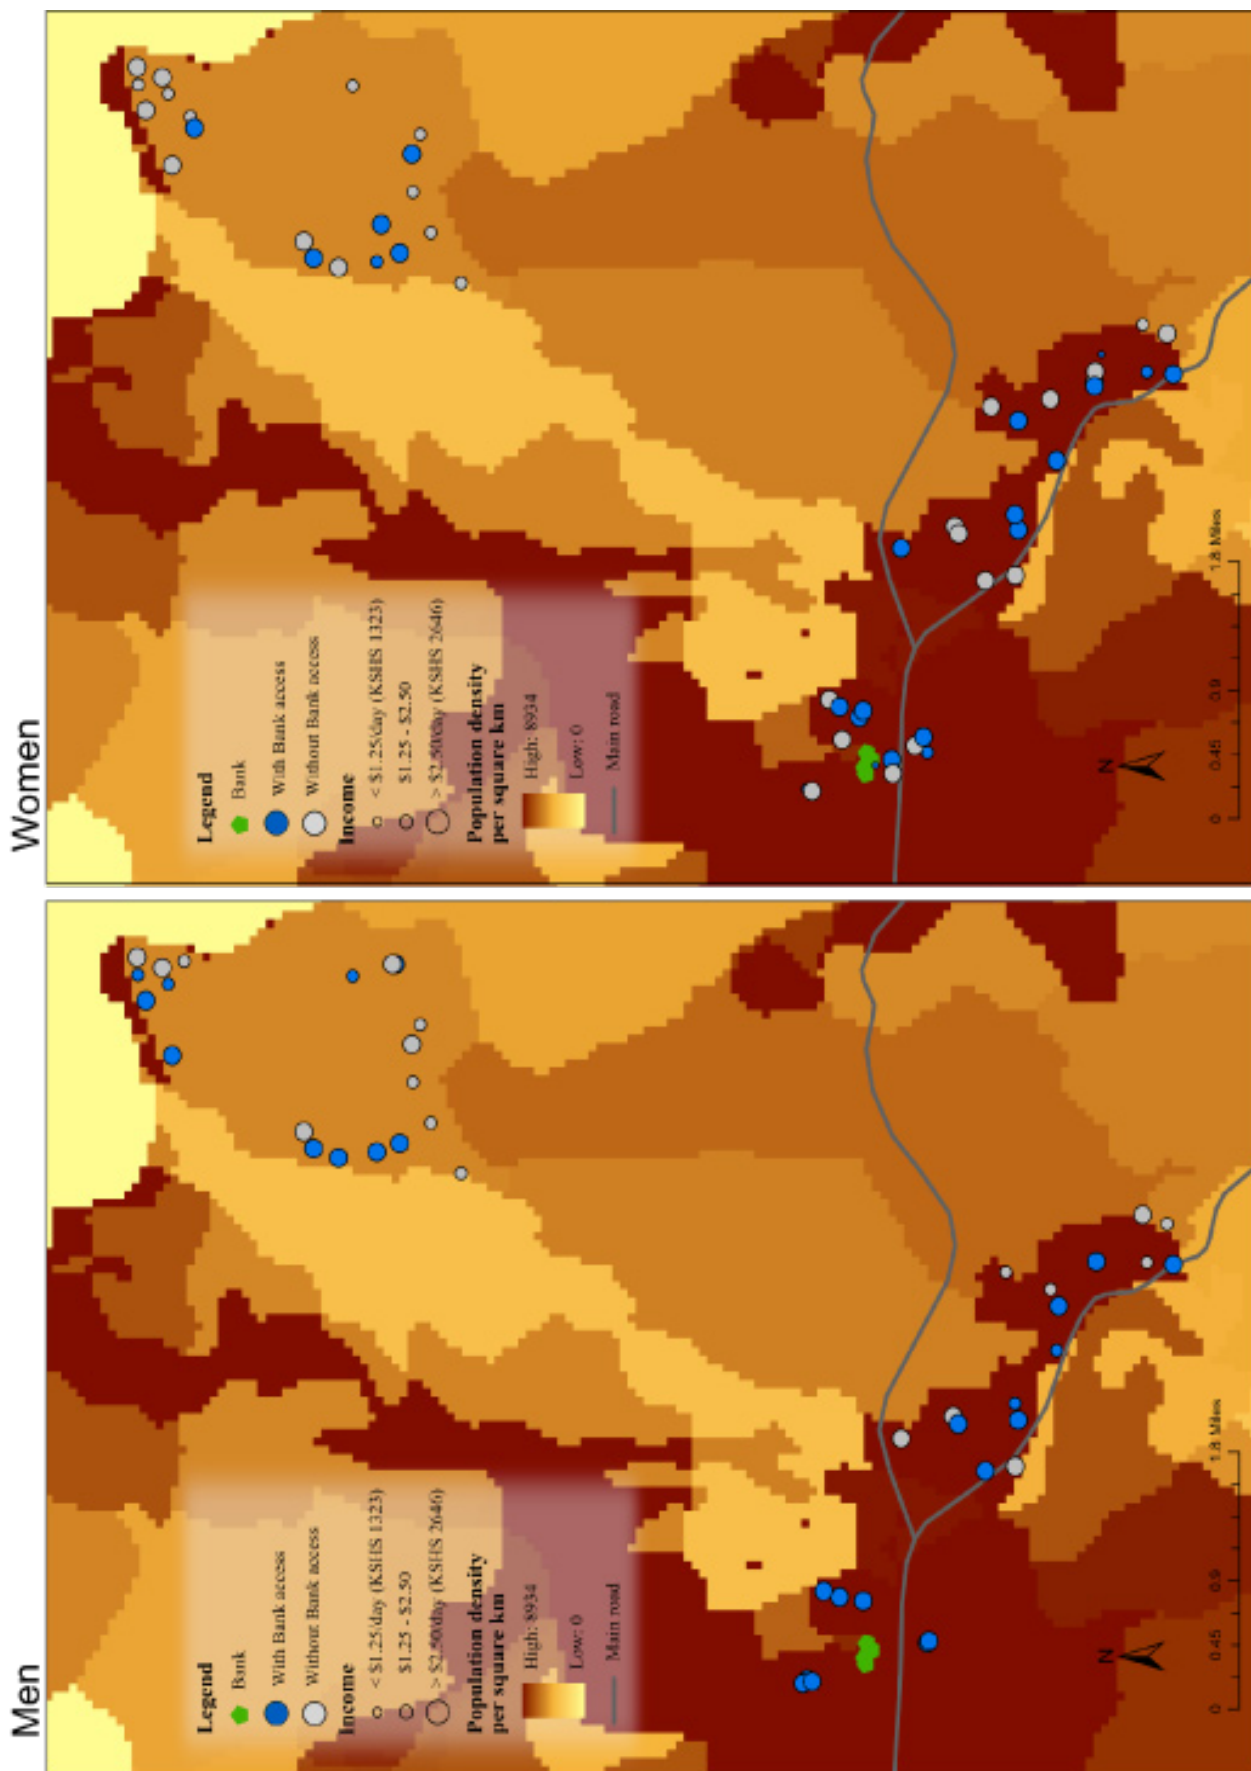 Men
Legend
Bank
With Bank access
Without Bank access
Income
< $1.25/day (KSHS 1323)
$1.25 - $2.50
> $2.50/day (KSHS 2646)
Population density
per square km
High: 8934
Low: 0
Main road
N
0 0.45 0.9 1.8 Miles
Women
Legend
Bank
With Bank access
Without Bank access
Income
< $1.25/day (KSHS 1323)
$1.25 - $2.50
> $2.50/day (KSHS 2646)
Population density
per square km
High: 8934
Low: 0
Main road
N
0 0.45 0.9 1.8 Miles